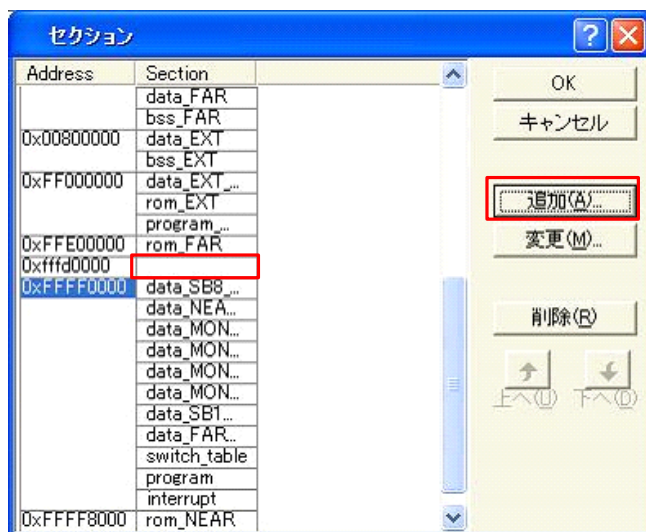 セクション
Address Section
data_FAR
bss_FAR
0x00800000 data_EXT
bss_EXT
0xFF000000 data_EXT_...
rom_EXT
program_...
0xFFE00000 rom_FAR
0xfffd0000
0xFFFF0000 data_SB8_...
data_NEA...
data_MON...
data_MON...
data_MON...
data_MON...
data_SB1...
data_FAR...
switch_table
program
interrupt
0xFFFF8000 rom_NEAR
OK
キャンセル
追加(A)...
変更(M)...
削除(R)
上へ(U) 下へ(D)